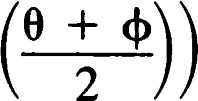 (θ + φ / 2))